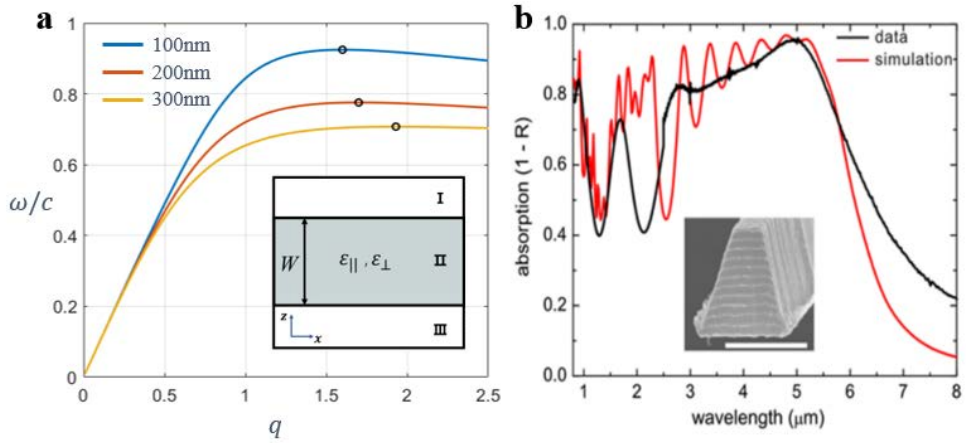 a
100nm
200nm
300nm
ω/c
1
0.8
0.6
0.4
0.2
0
0 0.5 1 1.5 2 2.5
q
I
W
ε|| , ε⊥
II
z
x
III
b
data
simulation
absorption (1 - R)
1.0
0.8
0.6
0.4
0.2
0.0
1 2 3 4 5 6 7 8
wavelength (μm)